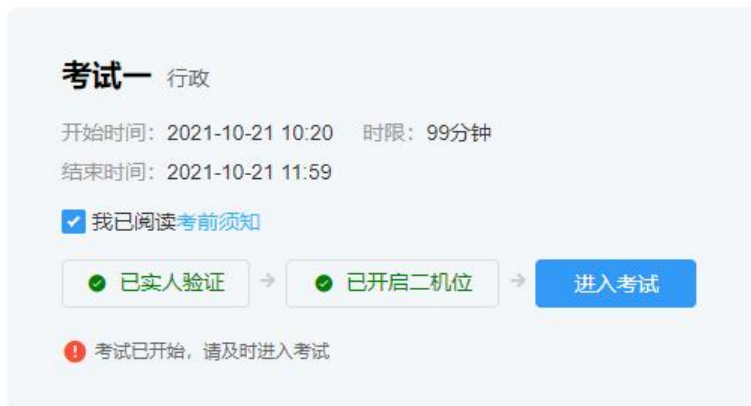 考试一 行政
开始时间：2021-10-21 10:20 时限：99分钟
结束时间：2021-10-21 11:59
我已阅读考前须知
已实人验证 → 已开启二机位 → 进入考试
考试已开始，请及时进入考试